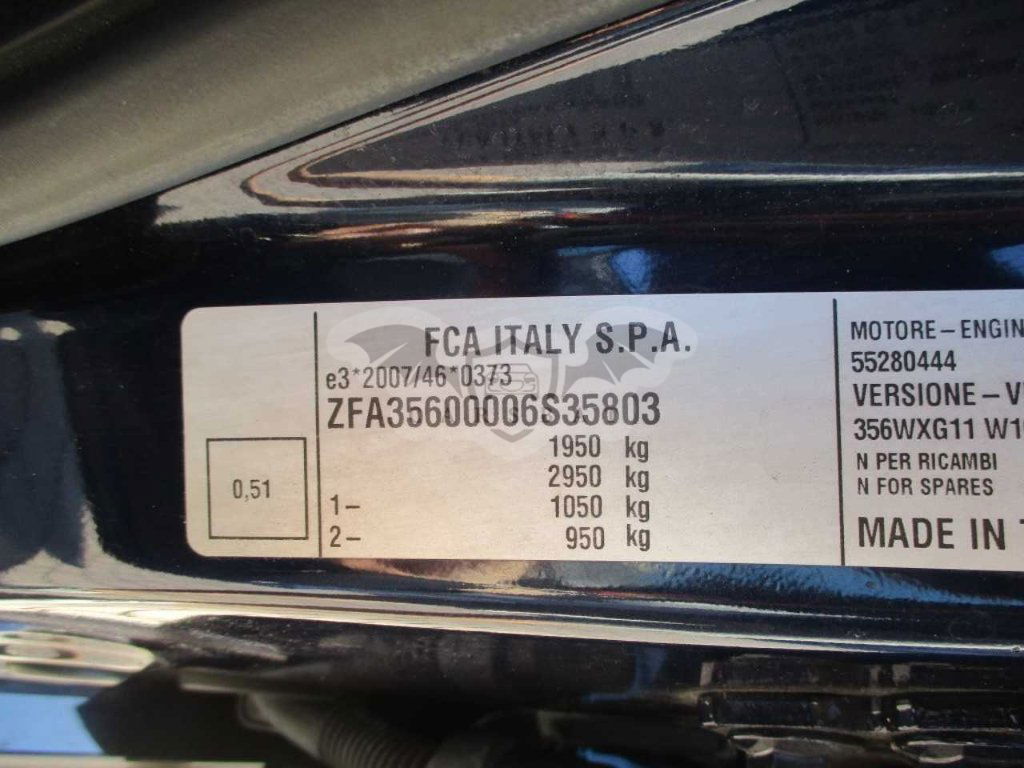 FCA ITALY S.P.A.
e3*2007/46*0373
ZFA35600006S35803
1950 kg
2950 kg
1– 1050 kg
2– 950 kg
0,51
MOTORE–ENGIN
55280444
VERSIONE–V
356WXG11 W1
N PER RICAMBI
N FOR SPARES
MADE IN T